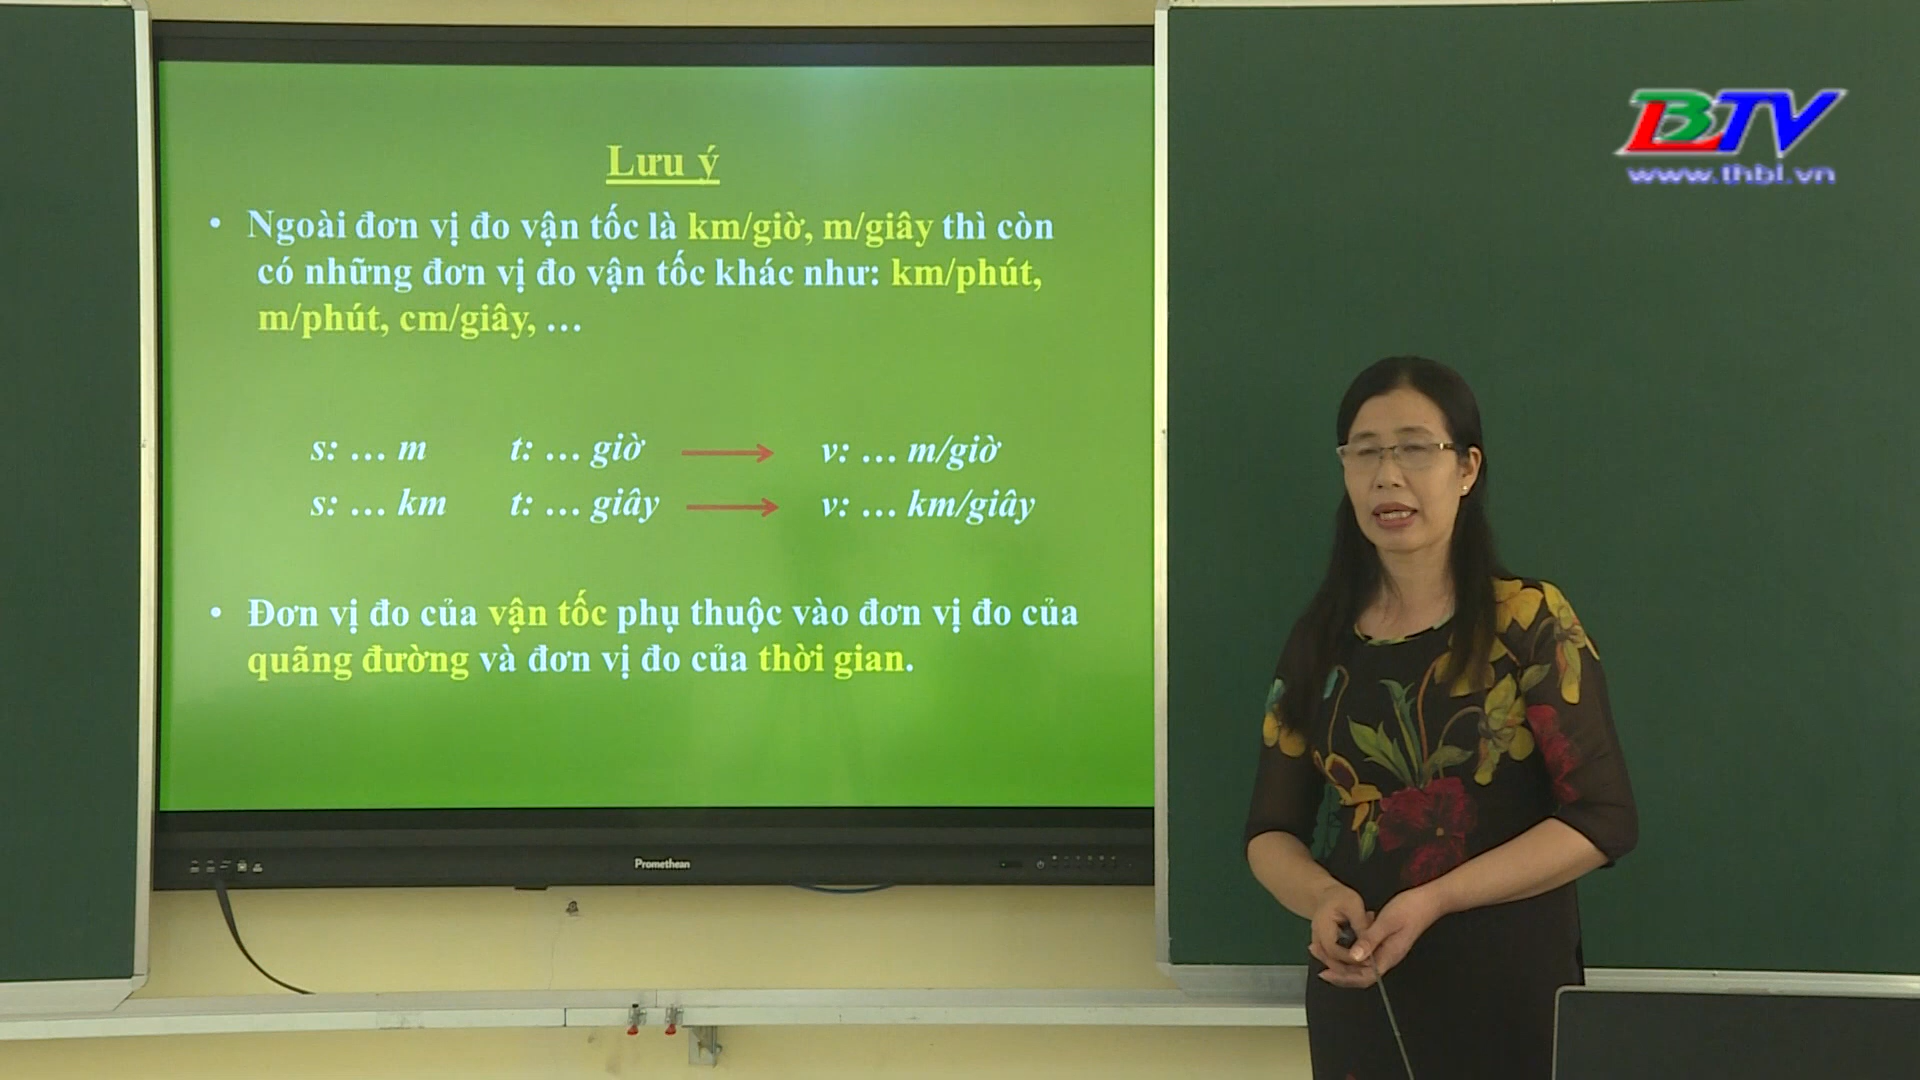 BTV
www.thbl.vn
Lưu ý
• Ngoài đơn vị đo vận tốc là km/giờ, m/giây thì còn
có những đơn vị đo vận tốc khác như: km/phút,
m/phút, cm/giây, ...
s: ... m t: ... giờ → v: ... m/giờ
s: ... km t: ... giây → v: ... km/giây
• Đơn vị đo của vận tốc phụ thuộc vào đơn vị đo của
quãng đường và đơn vị đo của thời gian.
Promethean